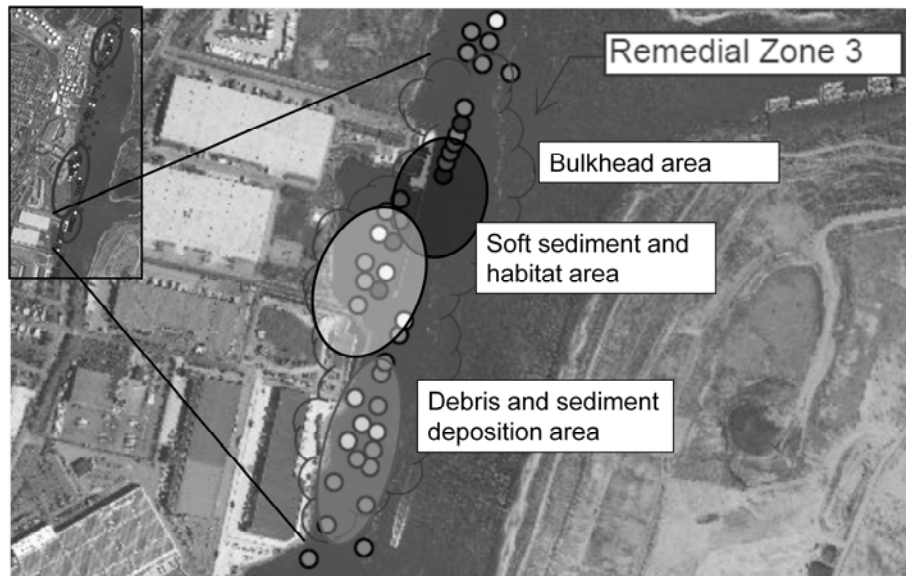 Remedial Zone 3
Bulkhead area
Soft sediment and
habitat area
Debris and sediment
deposition area